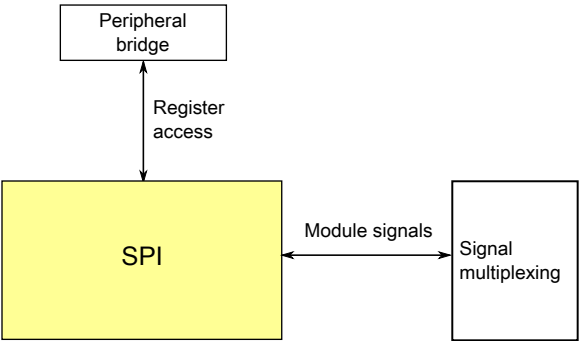 Peripheral
bridge
Register
access
SPI
Module signals
Signal
multiplexing